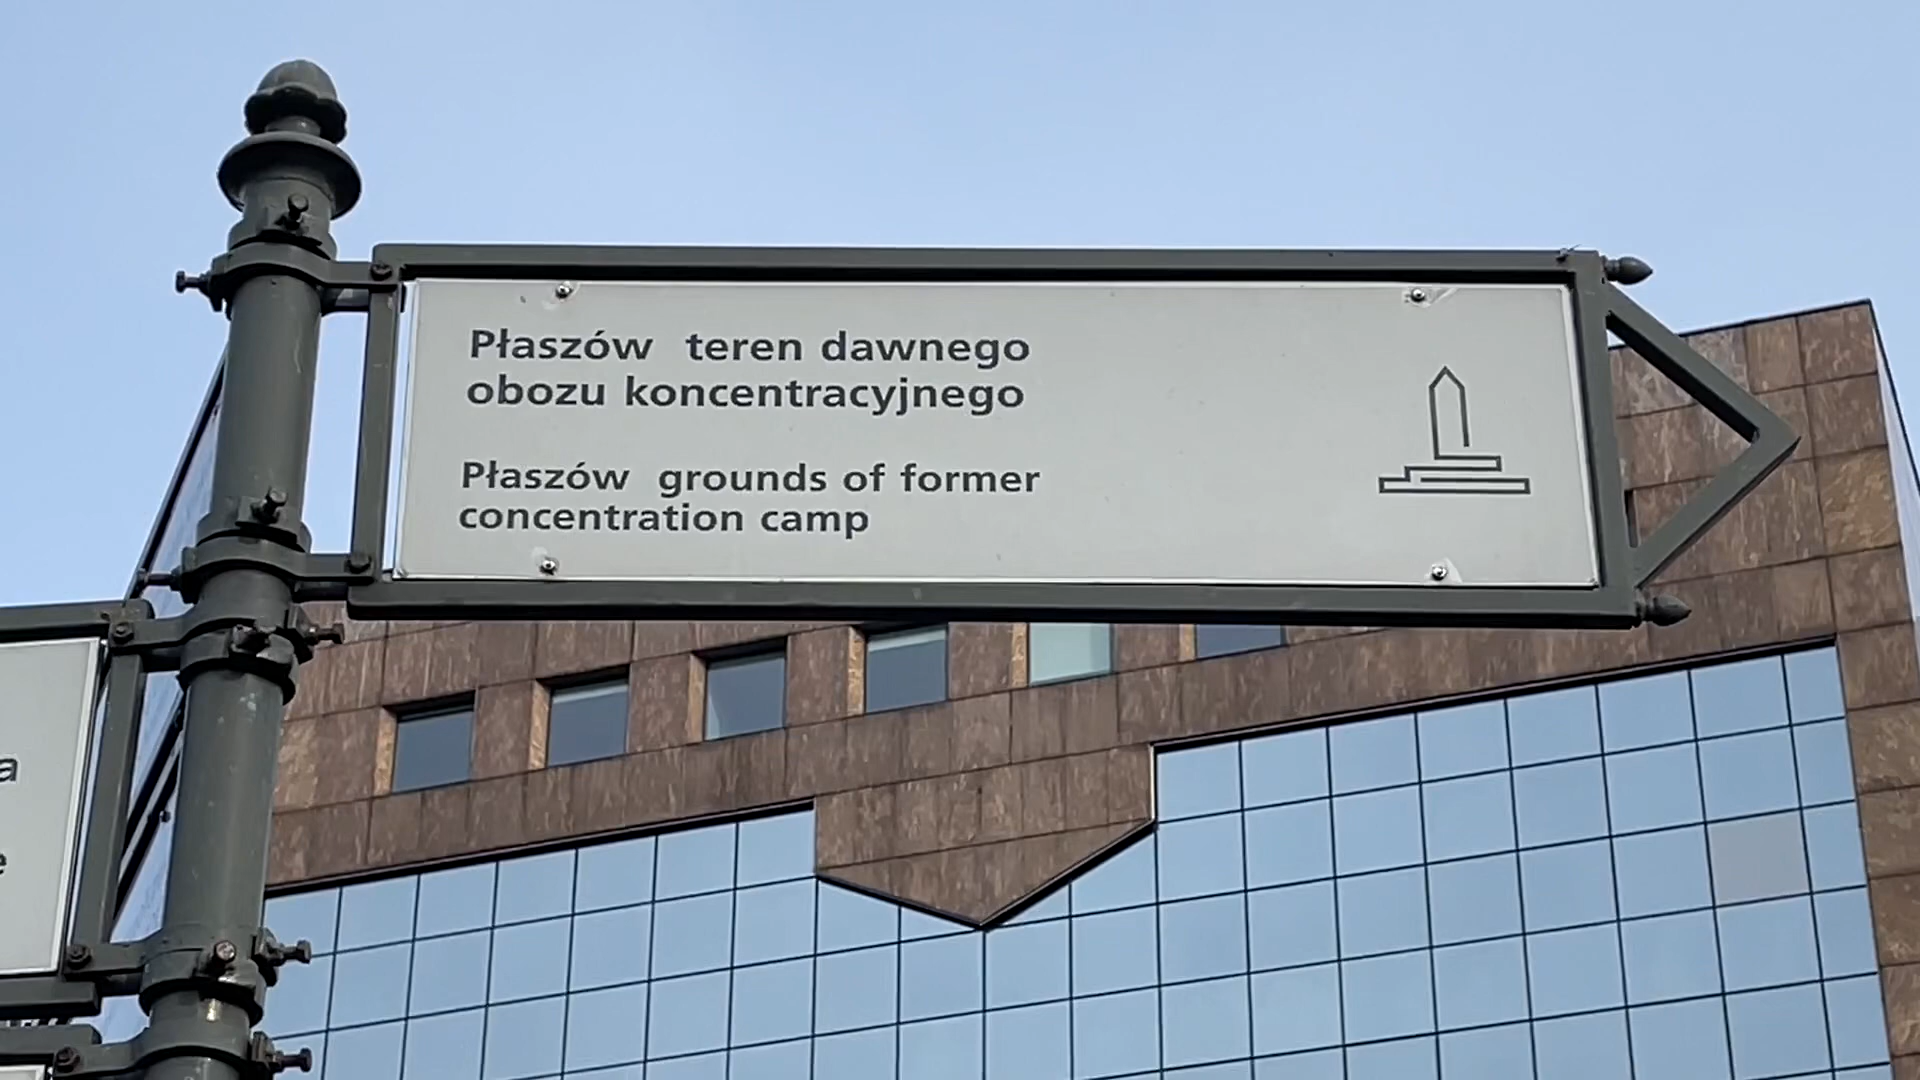 Płaszów teren dawnego
obozu koncentracyjnego
Płaszów grounds of former
concentration camp
a
e